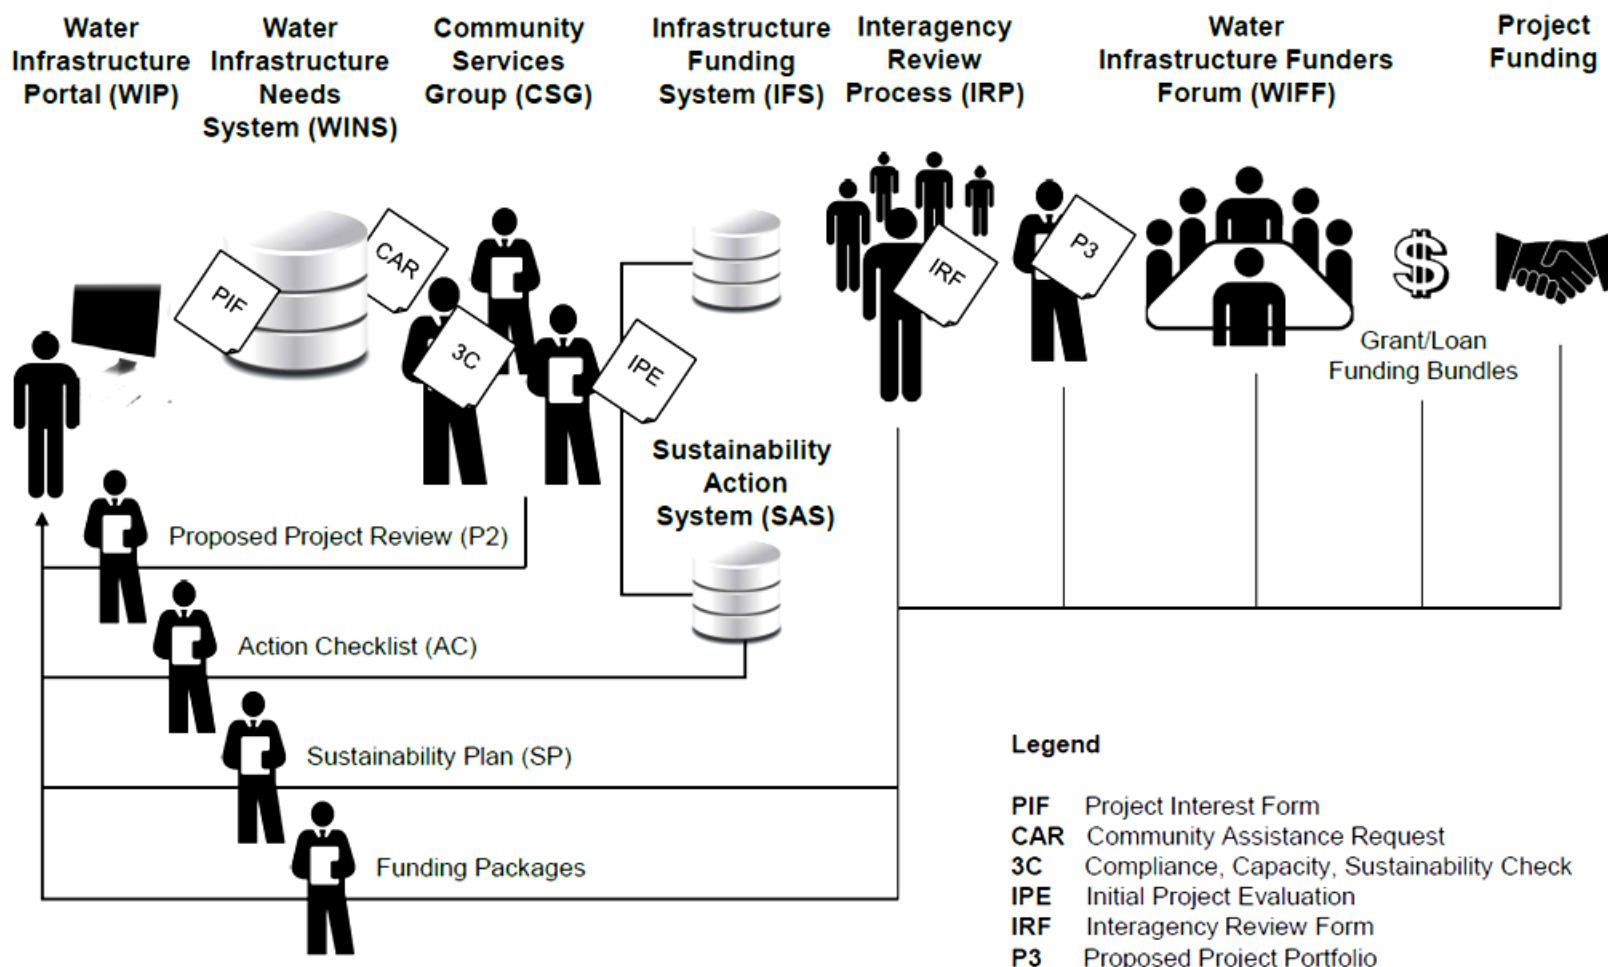 Water
Infrastructure
Portal (WIP)
Water
Infrastructure
Needs
System (WINS)
Community
Services
Group (CSG)
Infrastructure
Funding
System (IFS)
Interagency
Review
Process (IRP)
Water
Infrastructure Funders
Forum (WIFF)
Project
Funding
PIF
CAR
3C
IPE
IRF
P3
Grant/Loan
Funding Bundles
Sustainability
Action
System (SAS)
Proposed Project Review (P2)
Action Checklist (AC)
Sustainability Plan (SP)
Funding Packages
Legend
PIF Project Interest Form
CAR Community Assistance Request
3C Compliance, Capacity, Sustainability Check
IPE Initial Project Evaluation
IRF Interagency Review Form
P3 Proposed Project Portfolio